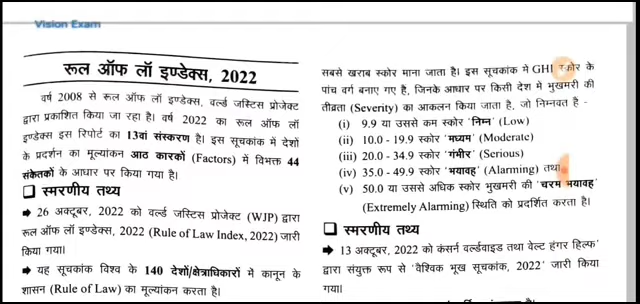 Vision Exam
रूल ऑफ लॉ इण्डेक्स, 2022
वर्ष 2008 से रूल ऑफ लॉ इण्डेक्स, वर्ल्ड जस्टिस प्रोजेक्ट
द्वारा प्रकाशित किया जा रहा है। वर्ष 2022 का रूल ऑफ लॉ
इण्डेक्स इस रिपोर्ट का 13वां संस्करण है। इस सूचकांक में देशों
के प्रदर्शन का मूल्यांकन आठ कारकों (Factors) में विभक्त 44
संकेतकों के आधार पर किया गया है।
❑ स्मरणीय तथ्य
➡ 26 अक्टूबर, 2022 को वर्ल्ड जस्टिस प्रोजेक्ट (WJP) द्वारा
रूल ऑफ लॉ इण्डेक्स, 2022 (Rule of Law Index, 2022) जारी
किया गया।
➡ यह सूचकांक विश्व के 140 देशों/क्षेत्राधिकारों में कानून के
शासन (Rule of Law) का मूल्यांकन करता है।
सबसे खराब स्कोर माना जाता है। इस सूचकांक में GHI स्कोर के
पांच वर्ग बनाए गए है, जिनके आधार पर किसी देश में भुखमरी की
तीव्रता (Severity) का आकलन किया जाता है, जो निम्नवत है -
(i) 9.9 या उससे कम स्कोर 'निम्न' (Low)
(ii) 10.0 - 19.9 स्कोर 'मध्यम' (Moderate)
(iii) 20.0 - 34.9 स्कोर 'गंभीर' (Serious)
(iv) 35.0 - 49.9 स्कोर 'भयावह' (Alarming) तथा
(v) 50.0 या उससे अधिक स्कोर भुखमरी की 'चरम भयावह'
(Extremely Alarming) स्थिति को प्रदर्शित करता है।
❑ स्मरणीय तथ्य
➡ 13 अक्टूबर, 2022 को कंसर्न वर्ल्डवाइड तथा वेल्ट हंगर हिल्फ'
द्वारा संयुक्त रूप से 'वैश्विक भूख सूचकांक, 2022' जारी किया
गया।